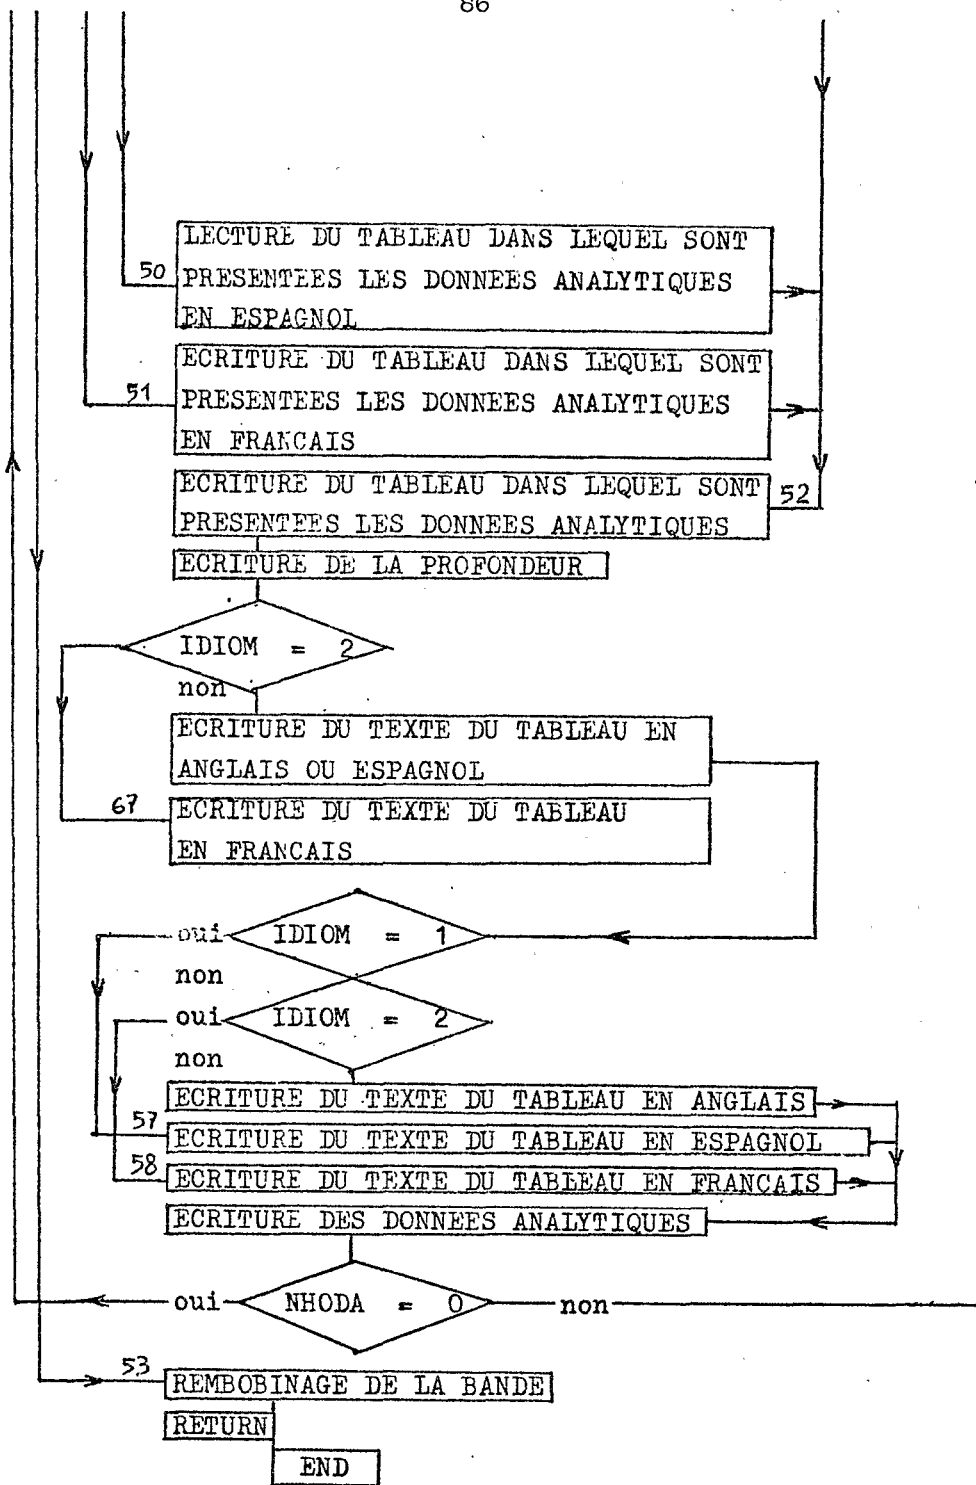 86
LECTURE DU TABLEAU DANS LEQUEL SONT
50
PRESENTEES LES DONNEES ANALYTIQUES
EN ESPAGNOL
ECRITURE DU TABLEAU DANS LEQUEL SONT
51
PRESENTEES LES DONNEES ANALYTIQUES
EN FRANCAIS
ECRITURE DU TABLEAU DANS LEQUEL SONT
52
PRESENTEES LES DONNEES ANALYTIQUES
ECRITURE DE LA PROFONDEUR
IDIOM = 2
non
ECRITURE DU TEXTE DU TABLEAU EN
ANGLAIS OU ESPAGNOL
67
ECRITURE DU TEXTE DU TABLEAU
EN FRANCAIS
oui IDIOM = 1
non
oui IDIOM = 2
non
ECRITURE DU TEXTE DU TABLEAU EN ANGLAIS
57
ECRITURE DU TEXTE DU TABLEAU EN ESPAGNOL
58
ECRITURE DU TEXTE DU TABLEAU EN FRANCAIS
ECRITURE DES DONNEES ANALYTIQUES
oui NHODA = 0 non
53
REMBOBINAGE DE LA BANDE
RETURN
END